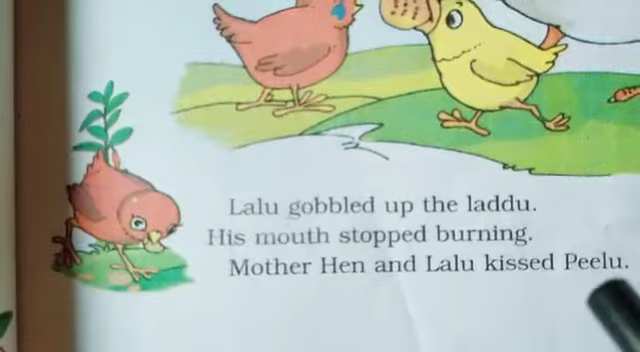 Lalu gobbled up the laddu.
His mouth stopped burning.
Mother Hen and Lalu kissed Peelu.